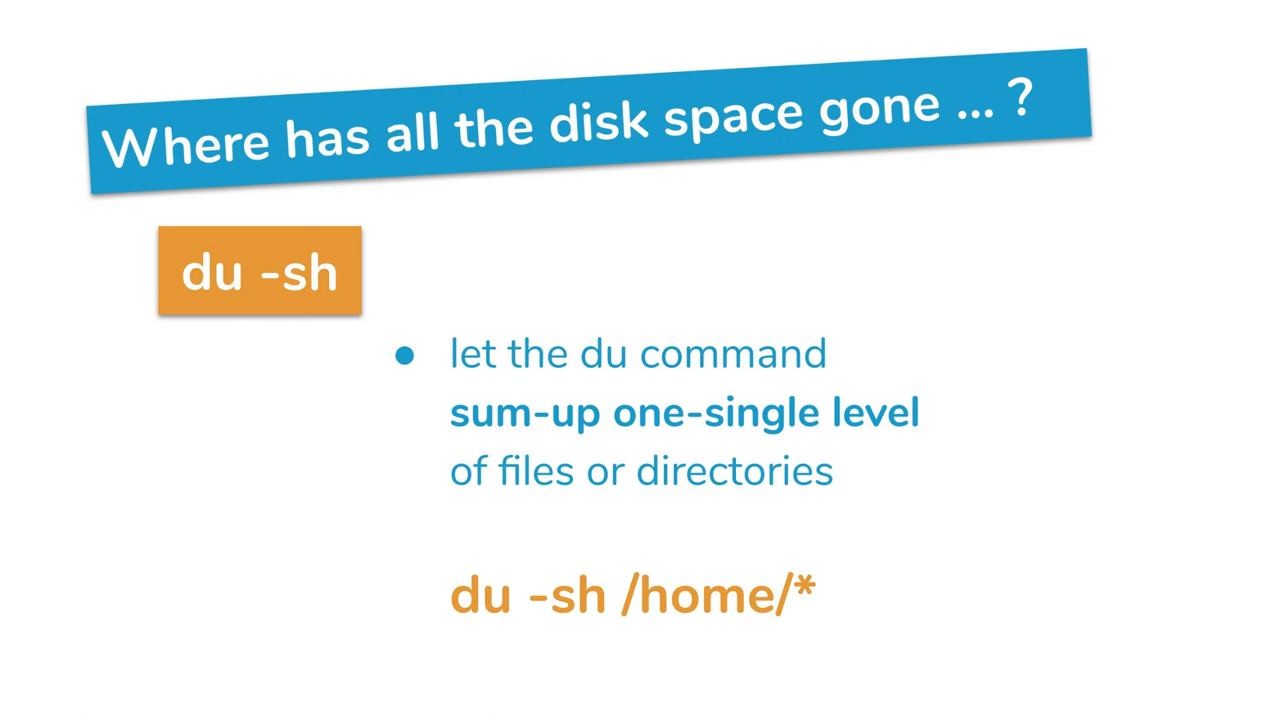 Where has all the disk space gone ... ?
du -sh
● let the du command
sum-up one-single level
of files or directories
du -sh /home/*